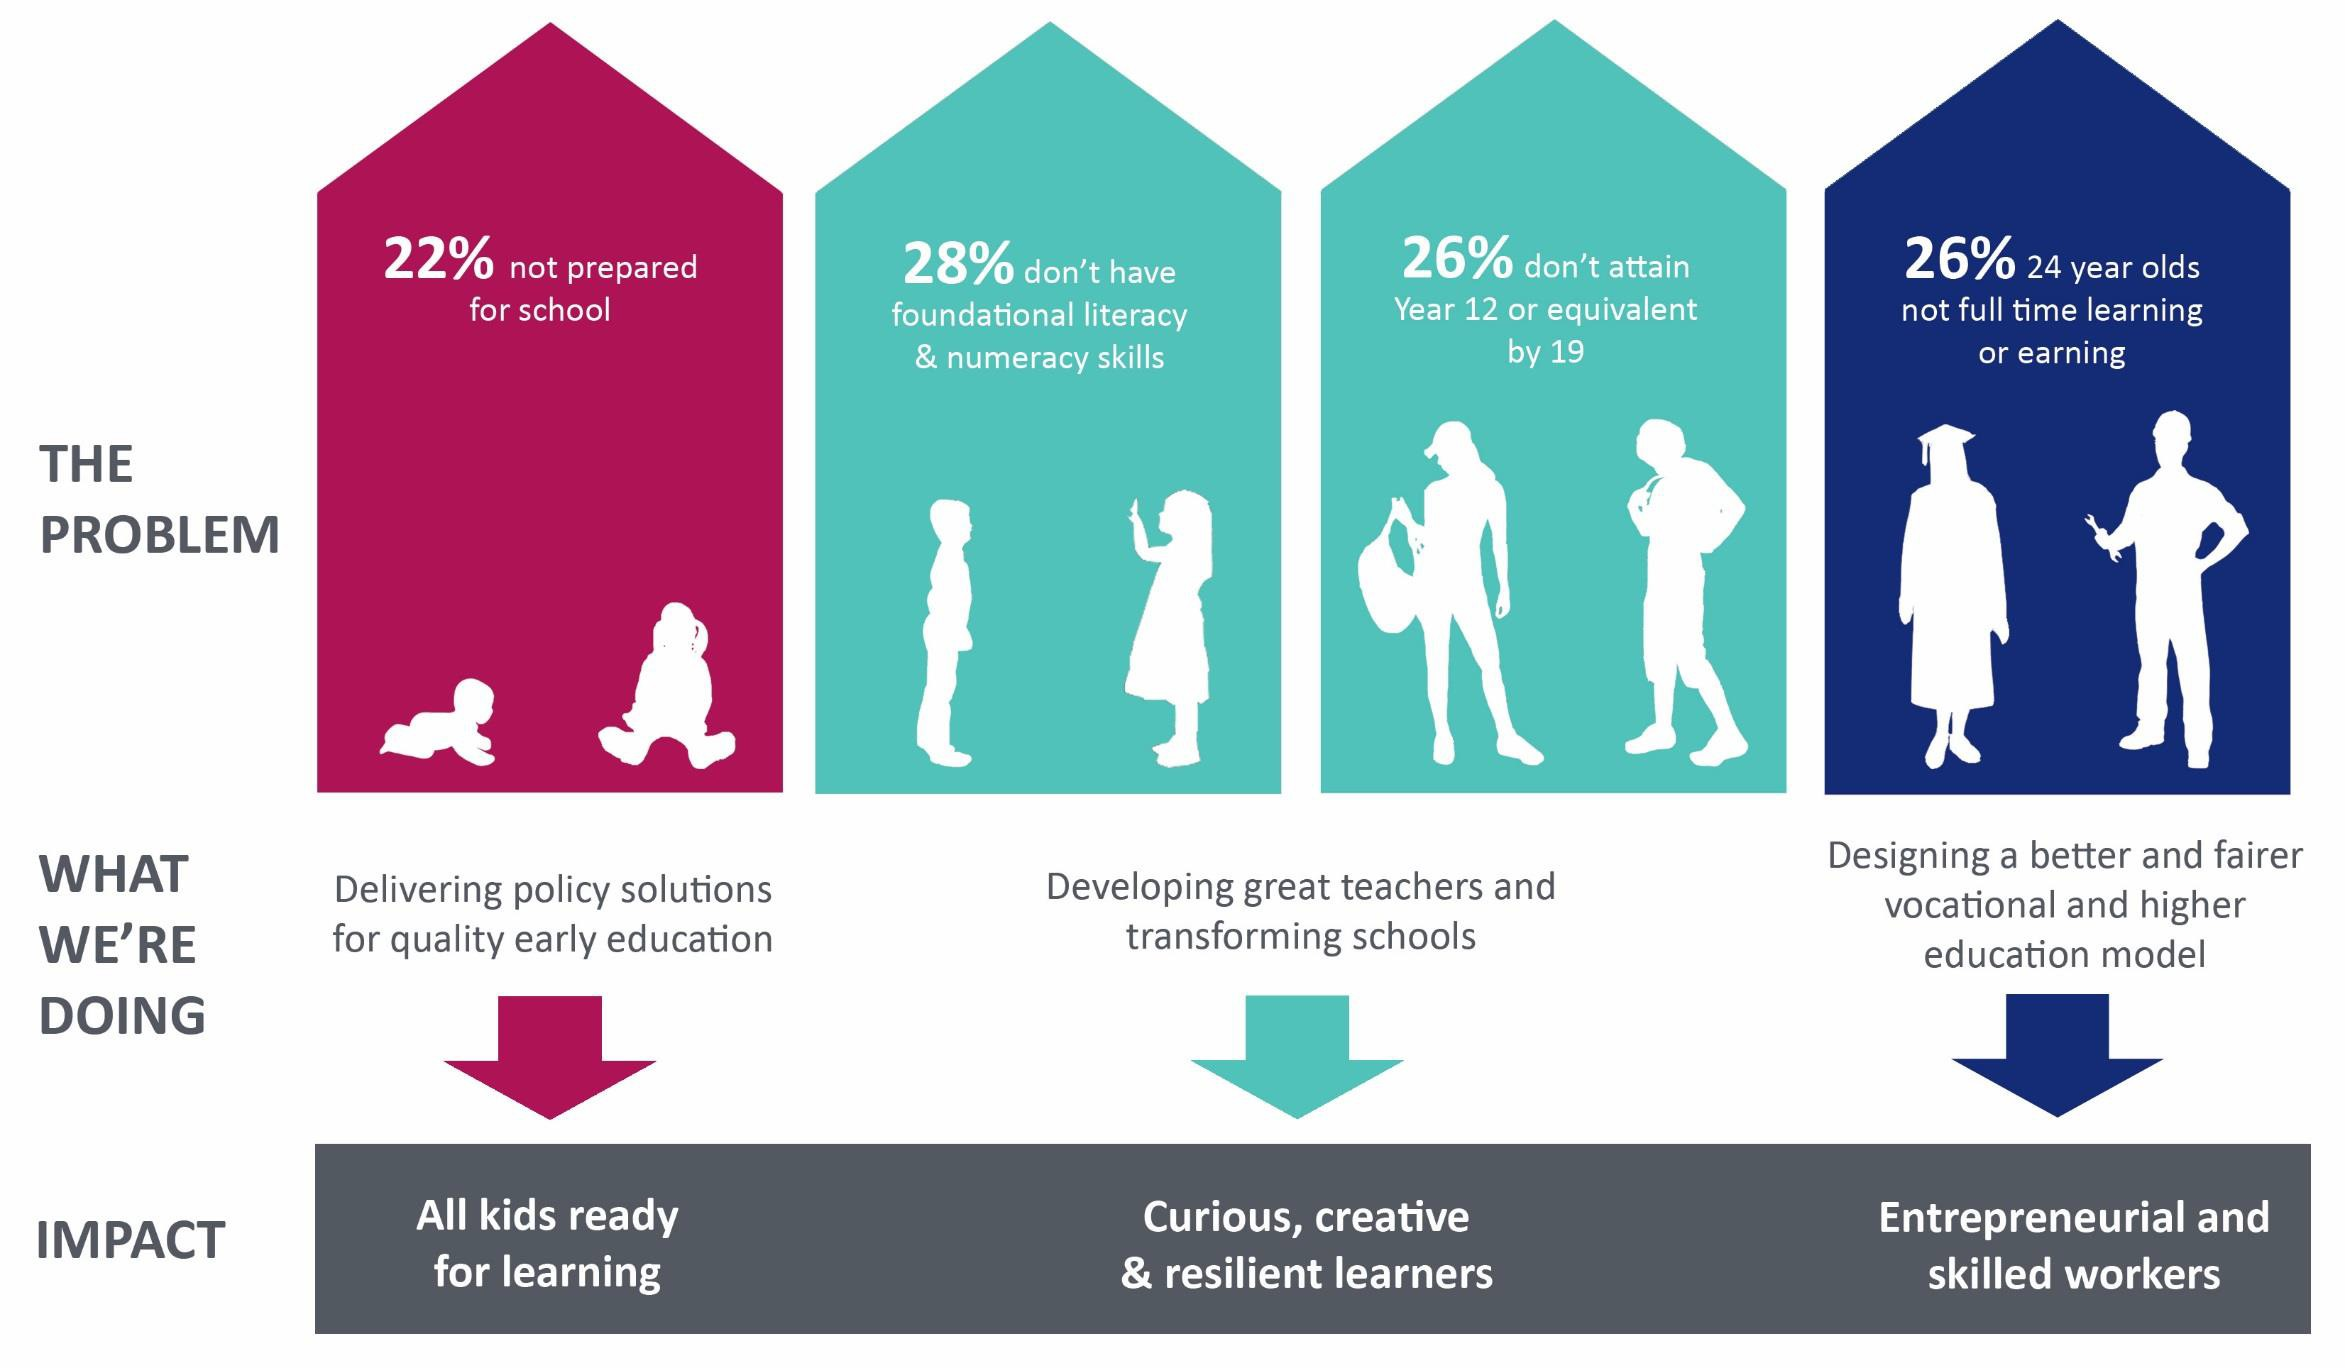 22% not prepared
for school
28% don't have
foundational literacy
& numeracy skills
26% don't attain
Year 12 or equivalent
by 19
26% 24 year olds
not full time learning
or earning
THE
PROBLEM
WHAT
WE'RE
DOING
Delivering policy solutions
for quality early education
Developing great teachers and
transforming schools
Designing a better and fairer
vocational and higher
education model
IMPACT
All kids ready
for learning
Curious, creative
& resilient learners
Entrepreneurial and
skilled workers